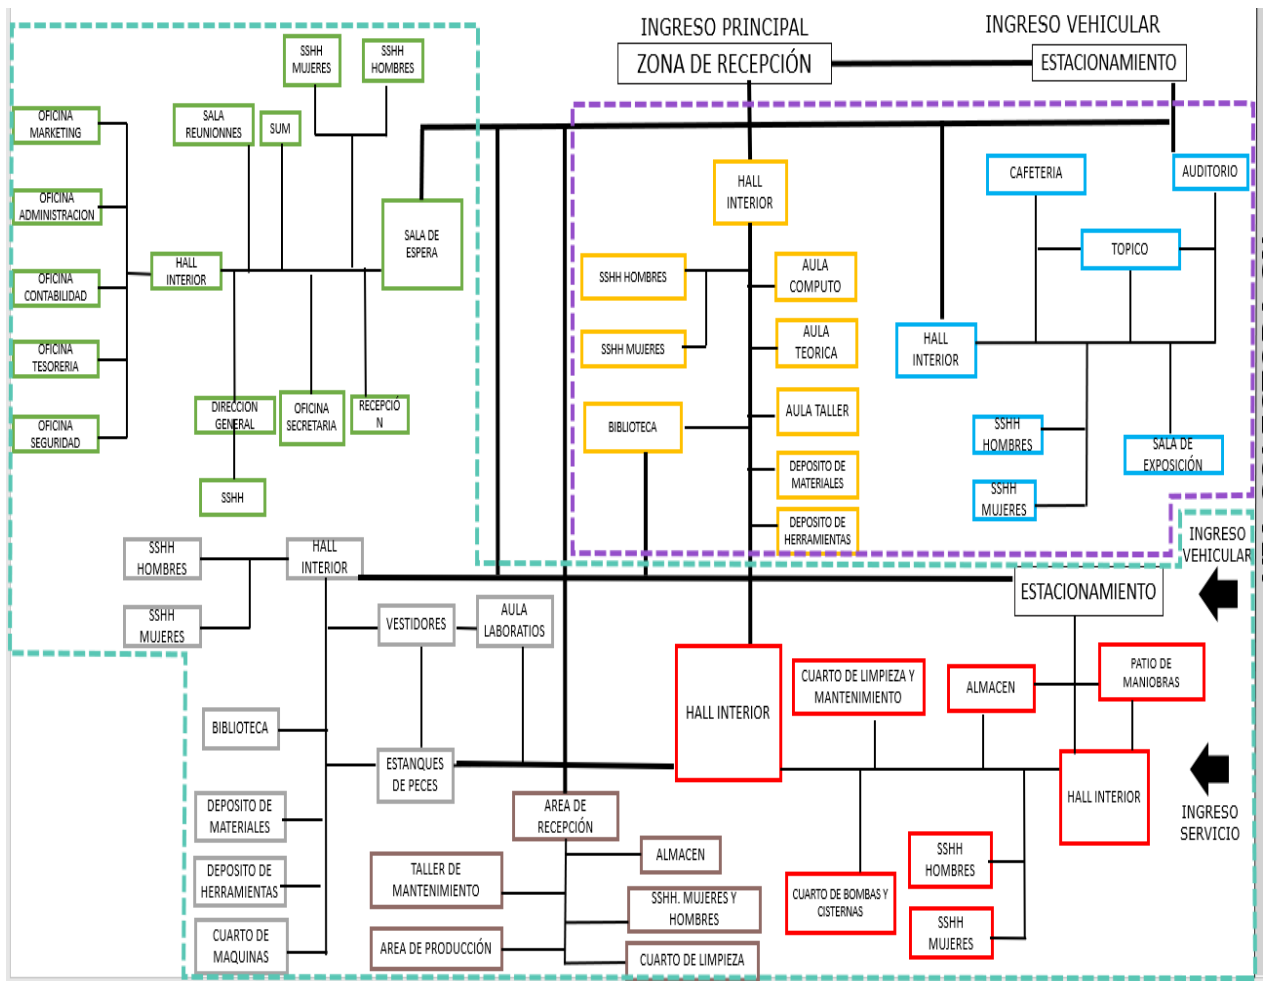 INGRESO PRINCIPAL
ZONA DE RECEPCIÓN
INGRESO VEHICULAR
ESTACIONAMIENTO
SSHH
MUJERES
SSHH
HOMBRES
OFICINA
MARKETING
SALA
REUNIONNES
SUM
OFICINA
ADMINISTRACION
SALA DE
ESPERA
HALL
INTERIOR
OFICINA
CONTABILIDAD
OFICINA
TESORERIA
OFICINA
SEGURIDAD
DIRECCION
GENERAL
OFICINA
SECRETARIA
RECEPCIÓ
N
SSHH
HALL
INTERIOR
SSHH HOMBRES
AULA
COMPUTO
SSHH MUJERES
AULA
TEORICA
BIBLIOTECA
AULA TALLER
DEPOSITO DE
MATERIALES
DEPOSITO DE
HERRAMIENTAS
CAFETERIA
AUDITORIO
TOPICO
HALL
INTERIOR
SSHH
HOMBRES
SALA DE
EXPOSICIÓN
SSHH
MUJERES
INGRESO
VEHICULAR
ESTACIONAMIENTO
SSHH
HOMBRES
HALL
INTERIOR
SSHH
MUJERES
VESTIDORES
AULA
LABORATIOS
BIBLIOTECA
ESTANQUES
DE PECES
DEPOSITO DE
MATERIALES
DEPOSITO DE
HERRAMIENTAS
CUARTO DE
MAQUINAS
AREA DE
RECEPCIÓN
ALMACEN
TALLER DE
MANTENIMIENTO
SSHH. MUJERES Y
HOMBRES
AREA DE PRODUCCIÓN
CUARTO DE LIMPIEZA
HALL INTERIOR
CUARTO DE LIMPIEZA Y
MANTENIMIENTO
ALMACEN
PATIO DE
MANIOBRAS
HALL INTERIOR
INGRESO
SERVICIO
CUARTO DE BOMBAS Y
CISTERNAS
SSHH
HOMBRES
SSHH
MUJERES